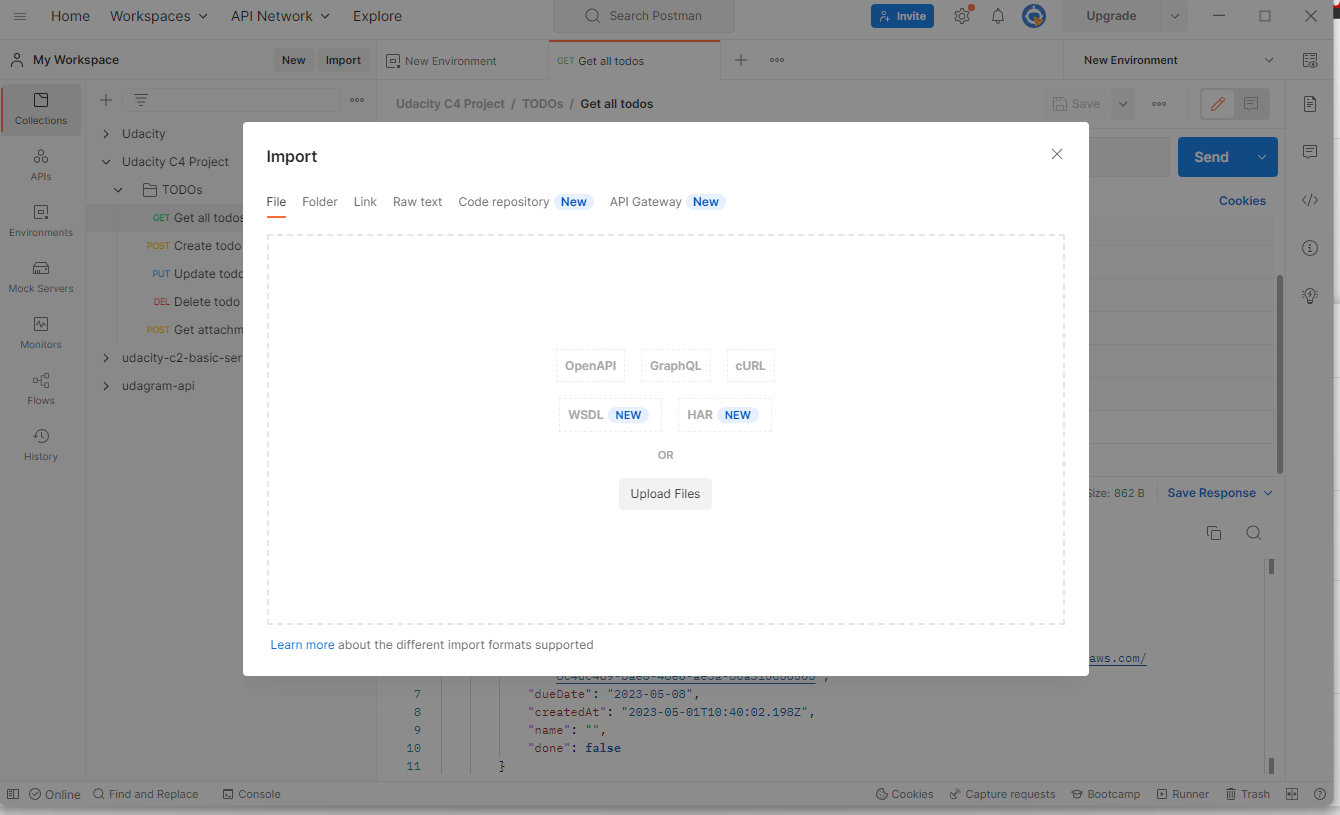 Home Workspaces API Network Explore Search Postman Invite Upgrade
My Workspace New Import New Environment GET Get all todos New Environment
Collections
APIs
Environments
Mock Servers
Monitors
Flows
History
Udacity
Udacity C4 Project
TODOs
GET Get all todos
POST Create todo
PUT Update todo
DEL Delete todo
POST Get attachm
udacity-c2-basic-ser
udagram-api
Udacity C4 Project / TODOs / Get all todos Save
Send
Cookies
Import
File Folder Link Raw text Code repository New API Gateway New
OpenAPI GraphQL cURL
WSDL NEW HAR NEW
OR
Upload Files
Learn more about the different import formats supported
Size: 862 B Save Response
aws.com/
7 "dueDate": "2023-05-08",
8 "createdAt": "2023-05-01T10:40:02.198Z",
9 "name": "",
10 "done": false
11 }
Online Find and Replace Console Cookies Capture requests Bootcamp Runner Trash